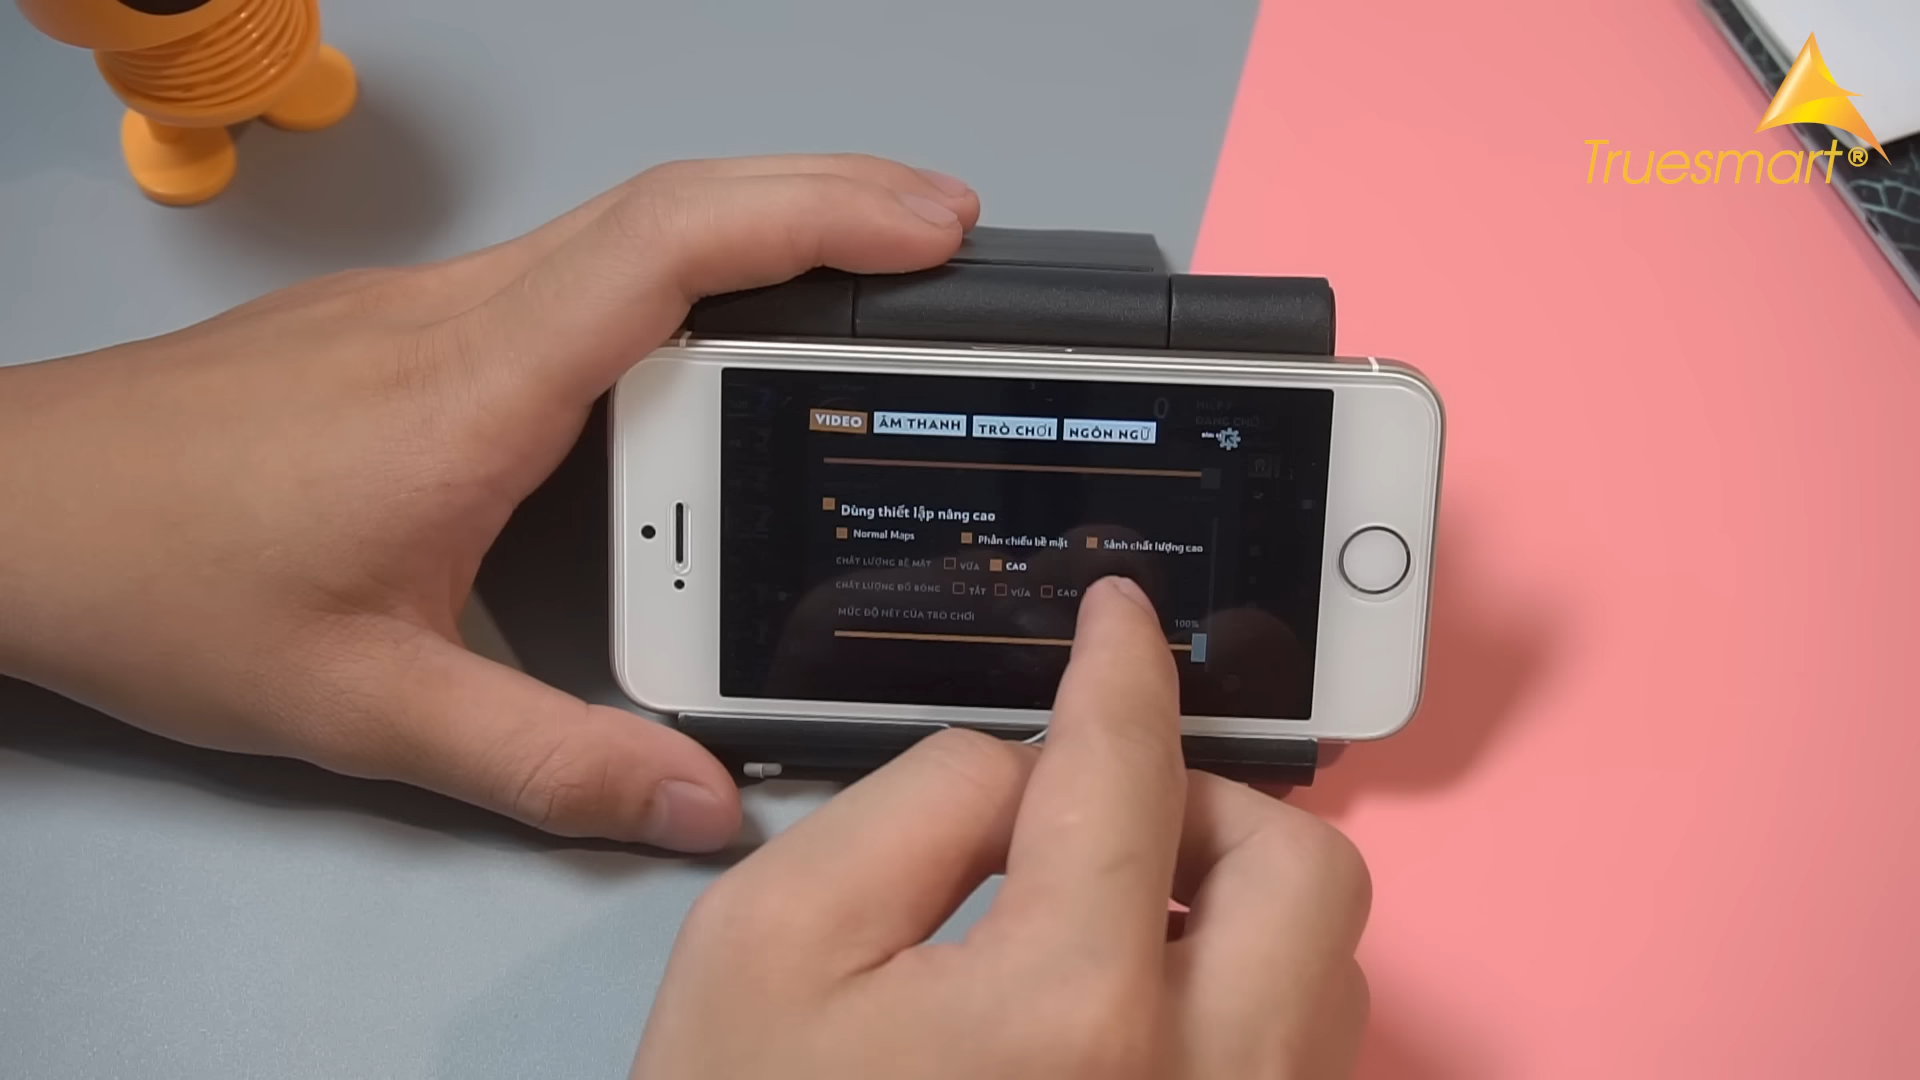 Truesmart®
0
VIDEO
ÂM THANH
TRÒ CHƠI
NGÔN NGỮ
Dùng thiết lập nâng cao
Normal Maps
Phản chiếu bề mặt
Sảnh chất lượng cao
CHẤT LƯỢNG BỀ MẶT VỪA CAO
CHẤT LƯỢNG ĐỔ BÓNG TẮT VỪA CAO
MỨC ĐỘ NÉT CỦA TRÒ CHƠI
100%